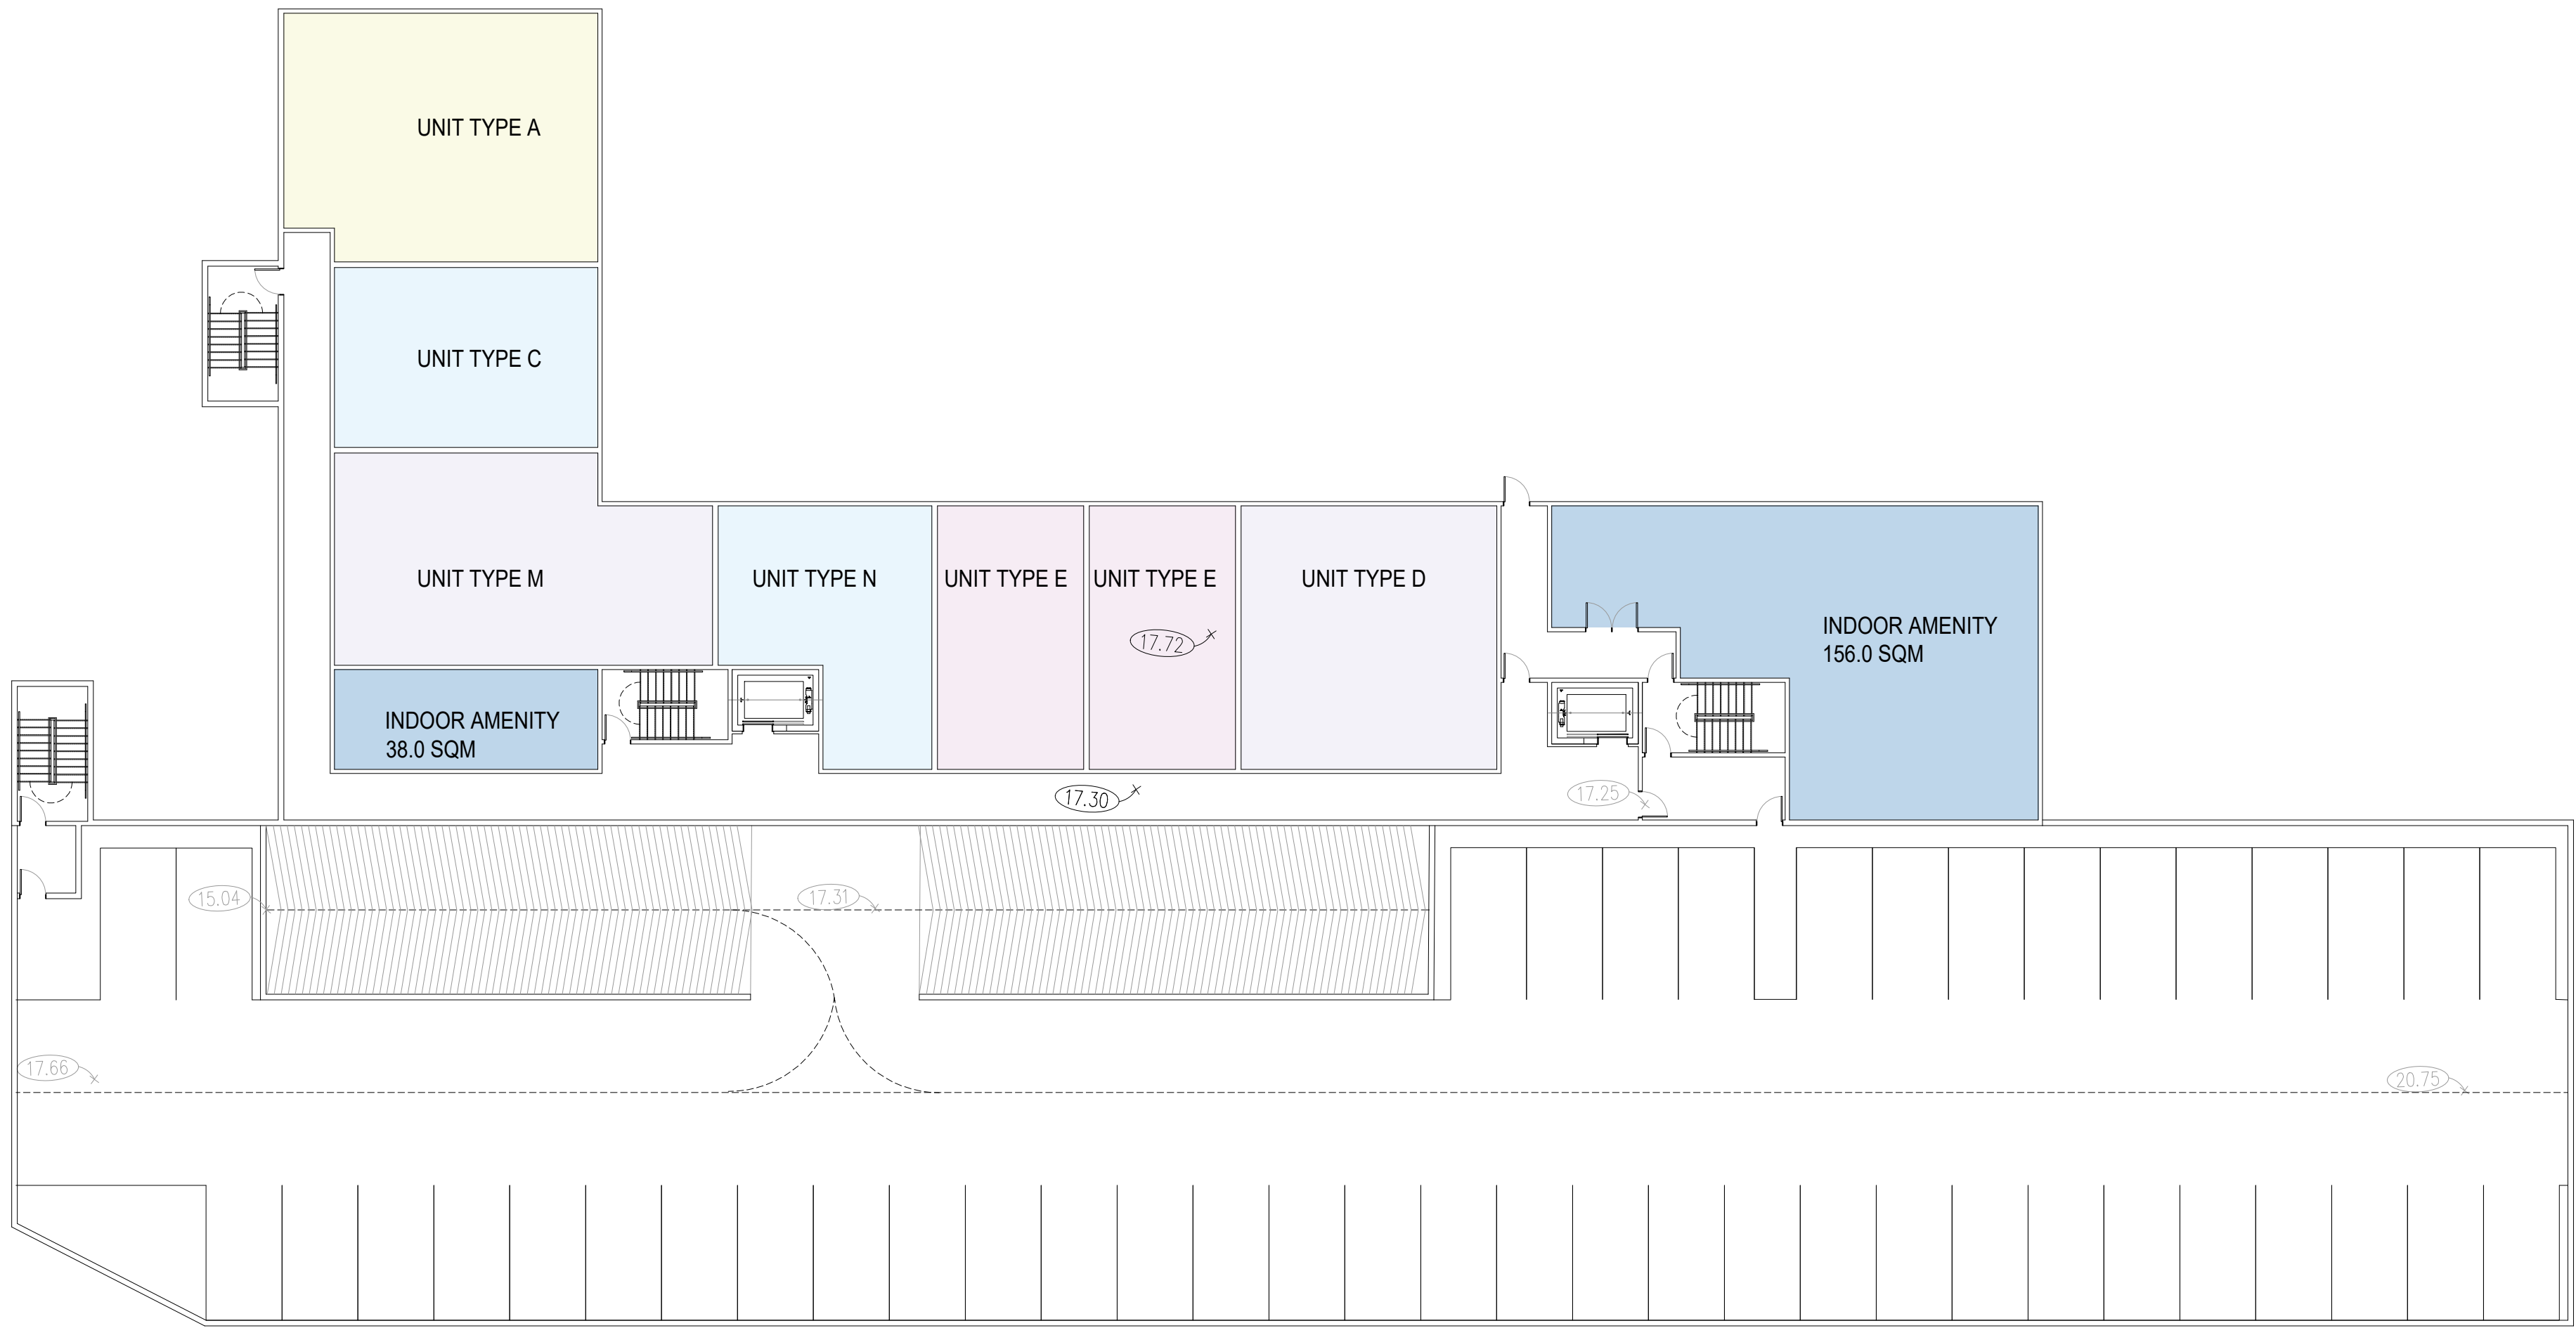 UNIT TYPE A
UNIT TYPE C
UNIT TYPE M
UNIT TYPE N
UNIT TYPE E
UNIT TYPE E
UNIT TYPE D
17.72
INDOOR AMENITY
156.0 SQM
INDOOR AMENITY
38.0 SQM
17.30
17.25
15.04
17.31
17.66
20.75